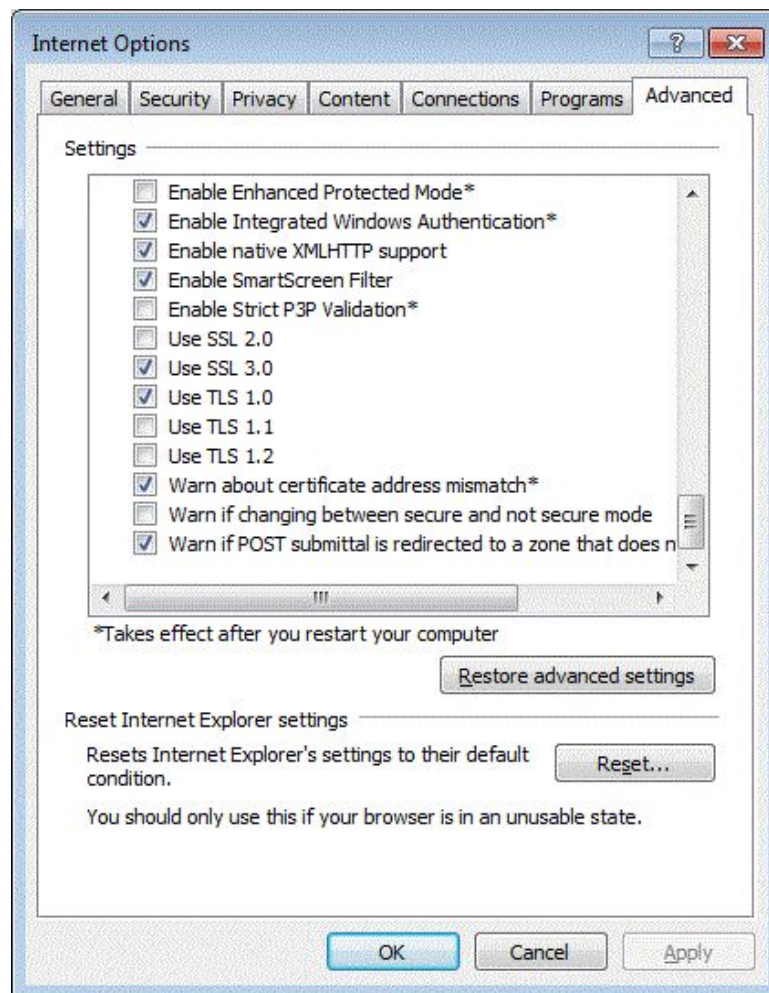 Internet Options
General Security Privacy Content Connections Programs Advanced
Settings
Enable Enhanced Protected Mode*
Enable Integrated Windows Authentication*
Enable native XMLHTTP support
Enable SmartScreen Filter
Enable Strict P3P Validation*
Use SSL 2.0
Use SSL 3.0
Use TLS 1.0
Use TLS 1.1
Use TLS 1.2
Warn about certificate address mismatch*
Warn if changing between secure and not secure mode
Warn if POST submittal is redirected to a zone that does n
*Takes effect after you restart your computer
Restore advanced settings
Reset Internet Explorer settings
Resets Internet Explorer's settings to their default
condition.
Reset...
You should only use this if your browser is in an unusable state.
OK Cancel Apply